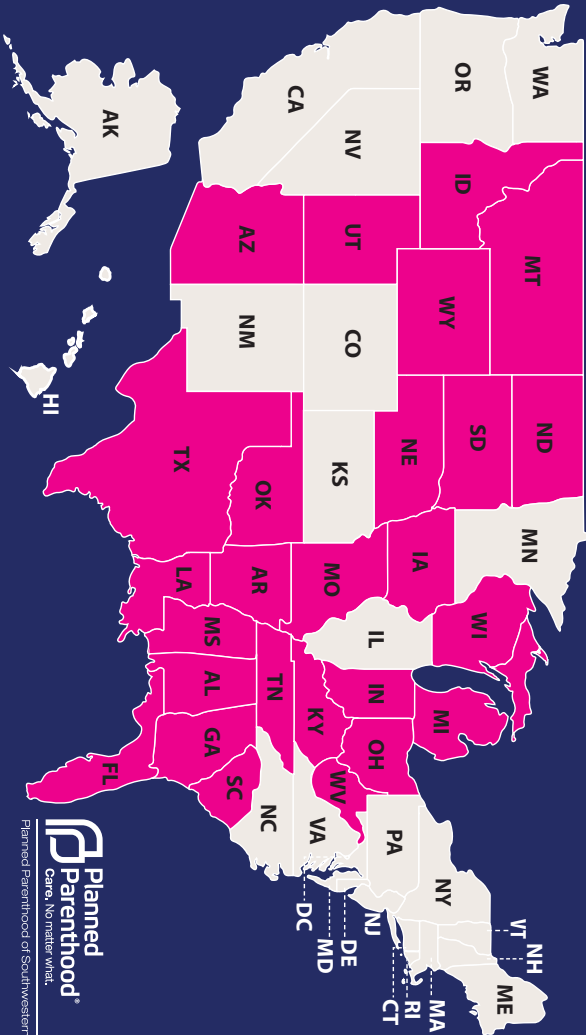 WA
OR
CA
NV
ID
MT
WY
UT
AZ
CO
NM
ND
SD
NE
KS
OK
TX
MN
IA
MO
AR
LA
WI
IL
MI
IN
OH
KY
TN
MS
AL
GA
FL
SC
NC
VA
WV
PA
NY
VT
NH
ME
MA
RI
CT
NJ
DE
MD
DC
AK
HI
Planned
Parenthood®
Care. No matter what.
Planned Parenthood of Southwestern